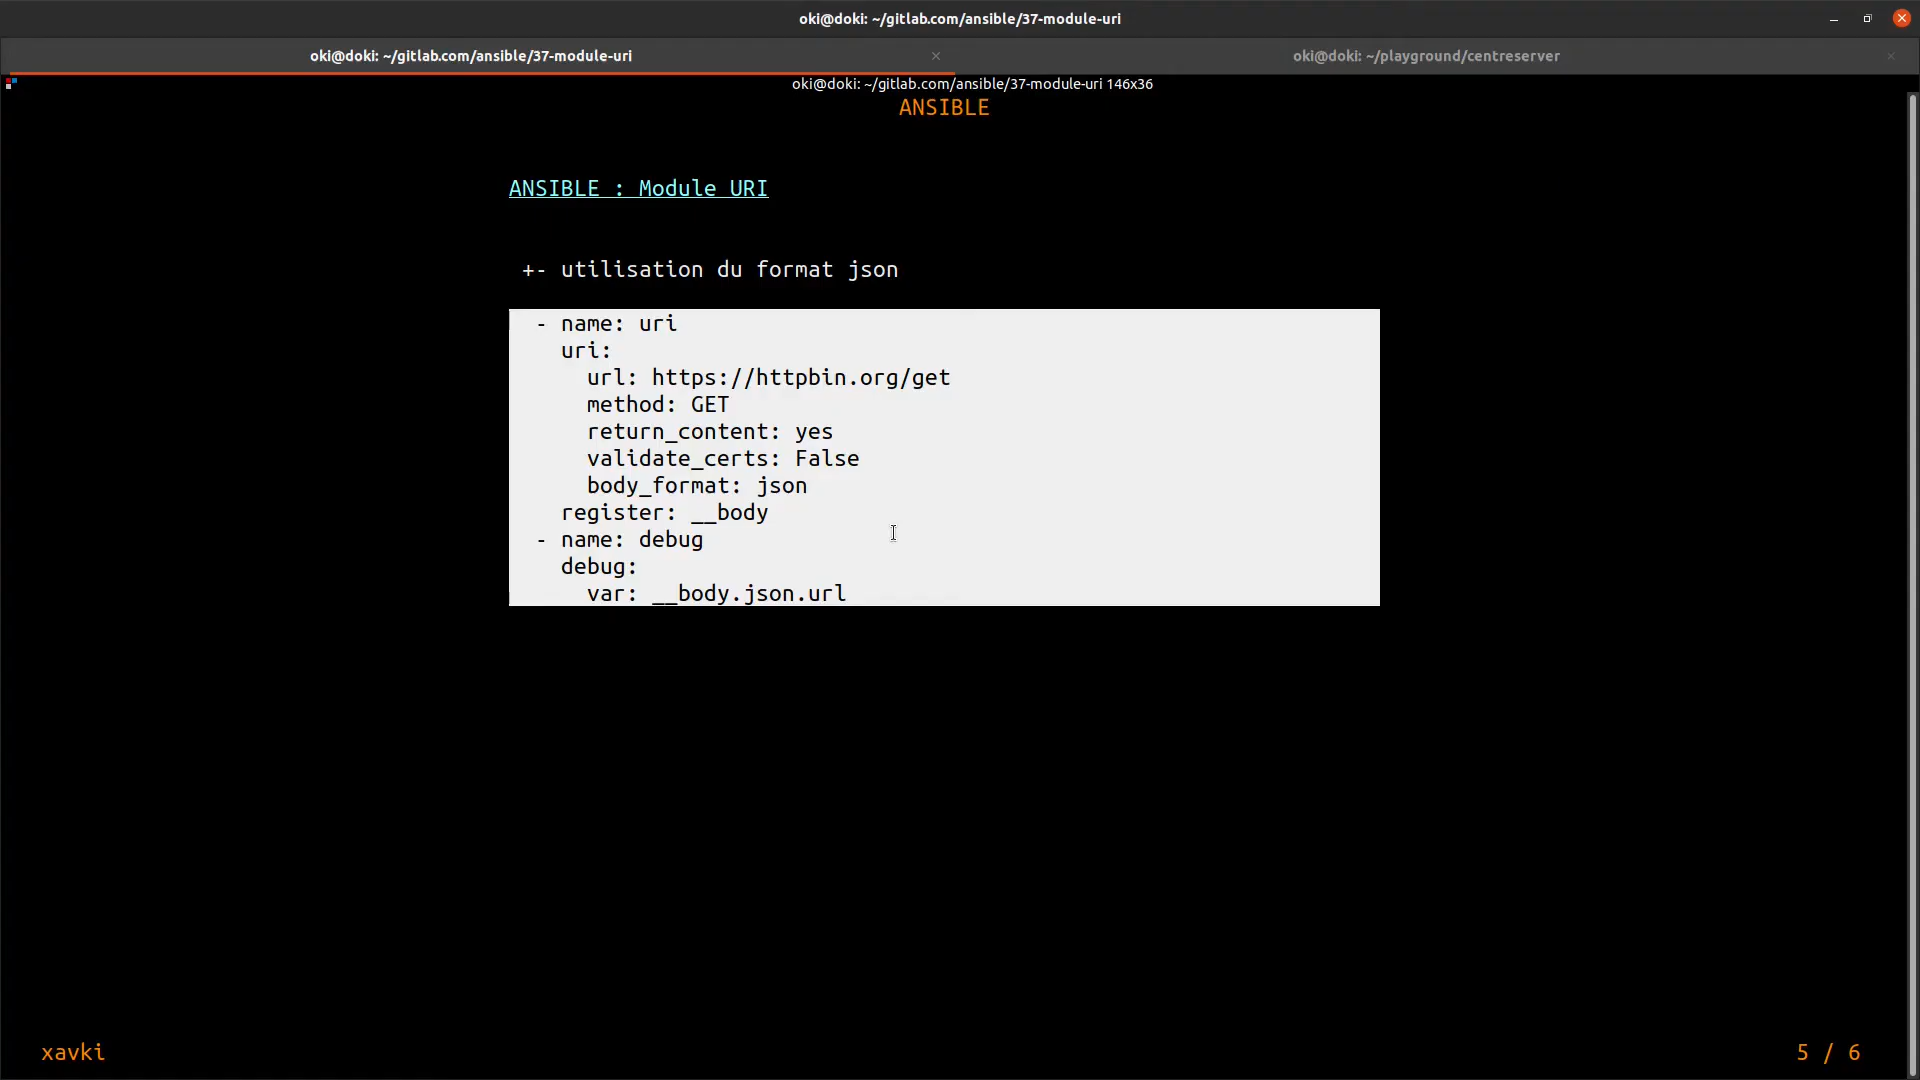 oki@doki: ~/gitlab.com/ansible/37-module-uri
oki@doki: ~/gitlab.com/ansible/37-module-uri
oki@doki: ~/playground/centreserver
oki@doki: ~/gitlab.com/ansible/37-module-uri 146x36
ANSIBLE
ANSIBLE : Module URI
+- utilisation du format json
- name: uri
uri:
url: https://httpbin.org/get
method: GET
return_content: yes
validate_certs: False
body_format: json
register: __body
- name: debug
debug:
var: __body.json.url
xavki
5 / 6